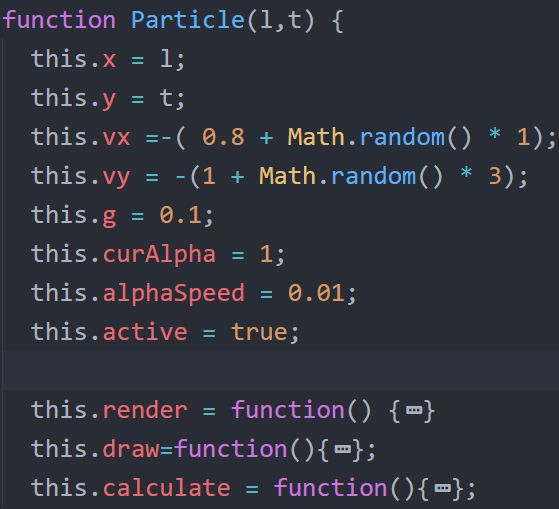 function Particle(l,t) {
this.x = l;
this.y = t;
this.vx =-( 0.8 + Math.random() * 1);
this.vy = -(1 + Math.random() * 3);
this.g = 0.1;
this.curAlpha = 1;
this.alphaSpeed = 0.01;
this.active = true;
this.render = function() {⋯}
this.draw=function(){⋯};
this.calculate = function(){⋯};